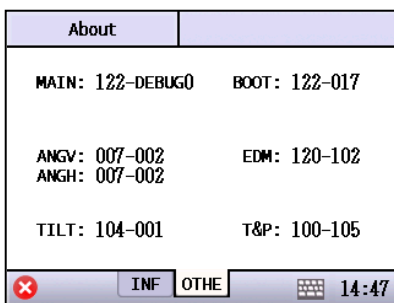 About
MAIN: 122-DEBUG0 BOOT: 122-017
ANGV: 007-002 EDM: 120-102
ANGH: 007-002
TILT: 104-001 T&P: 100-105
INF OTHE 14:47